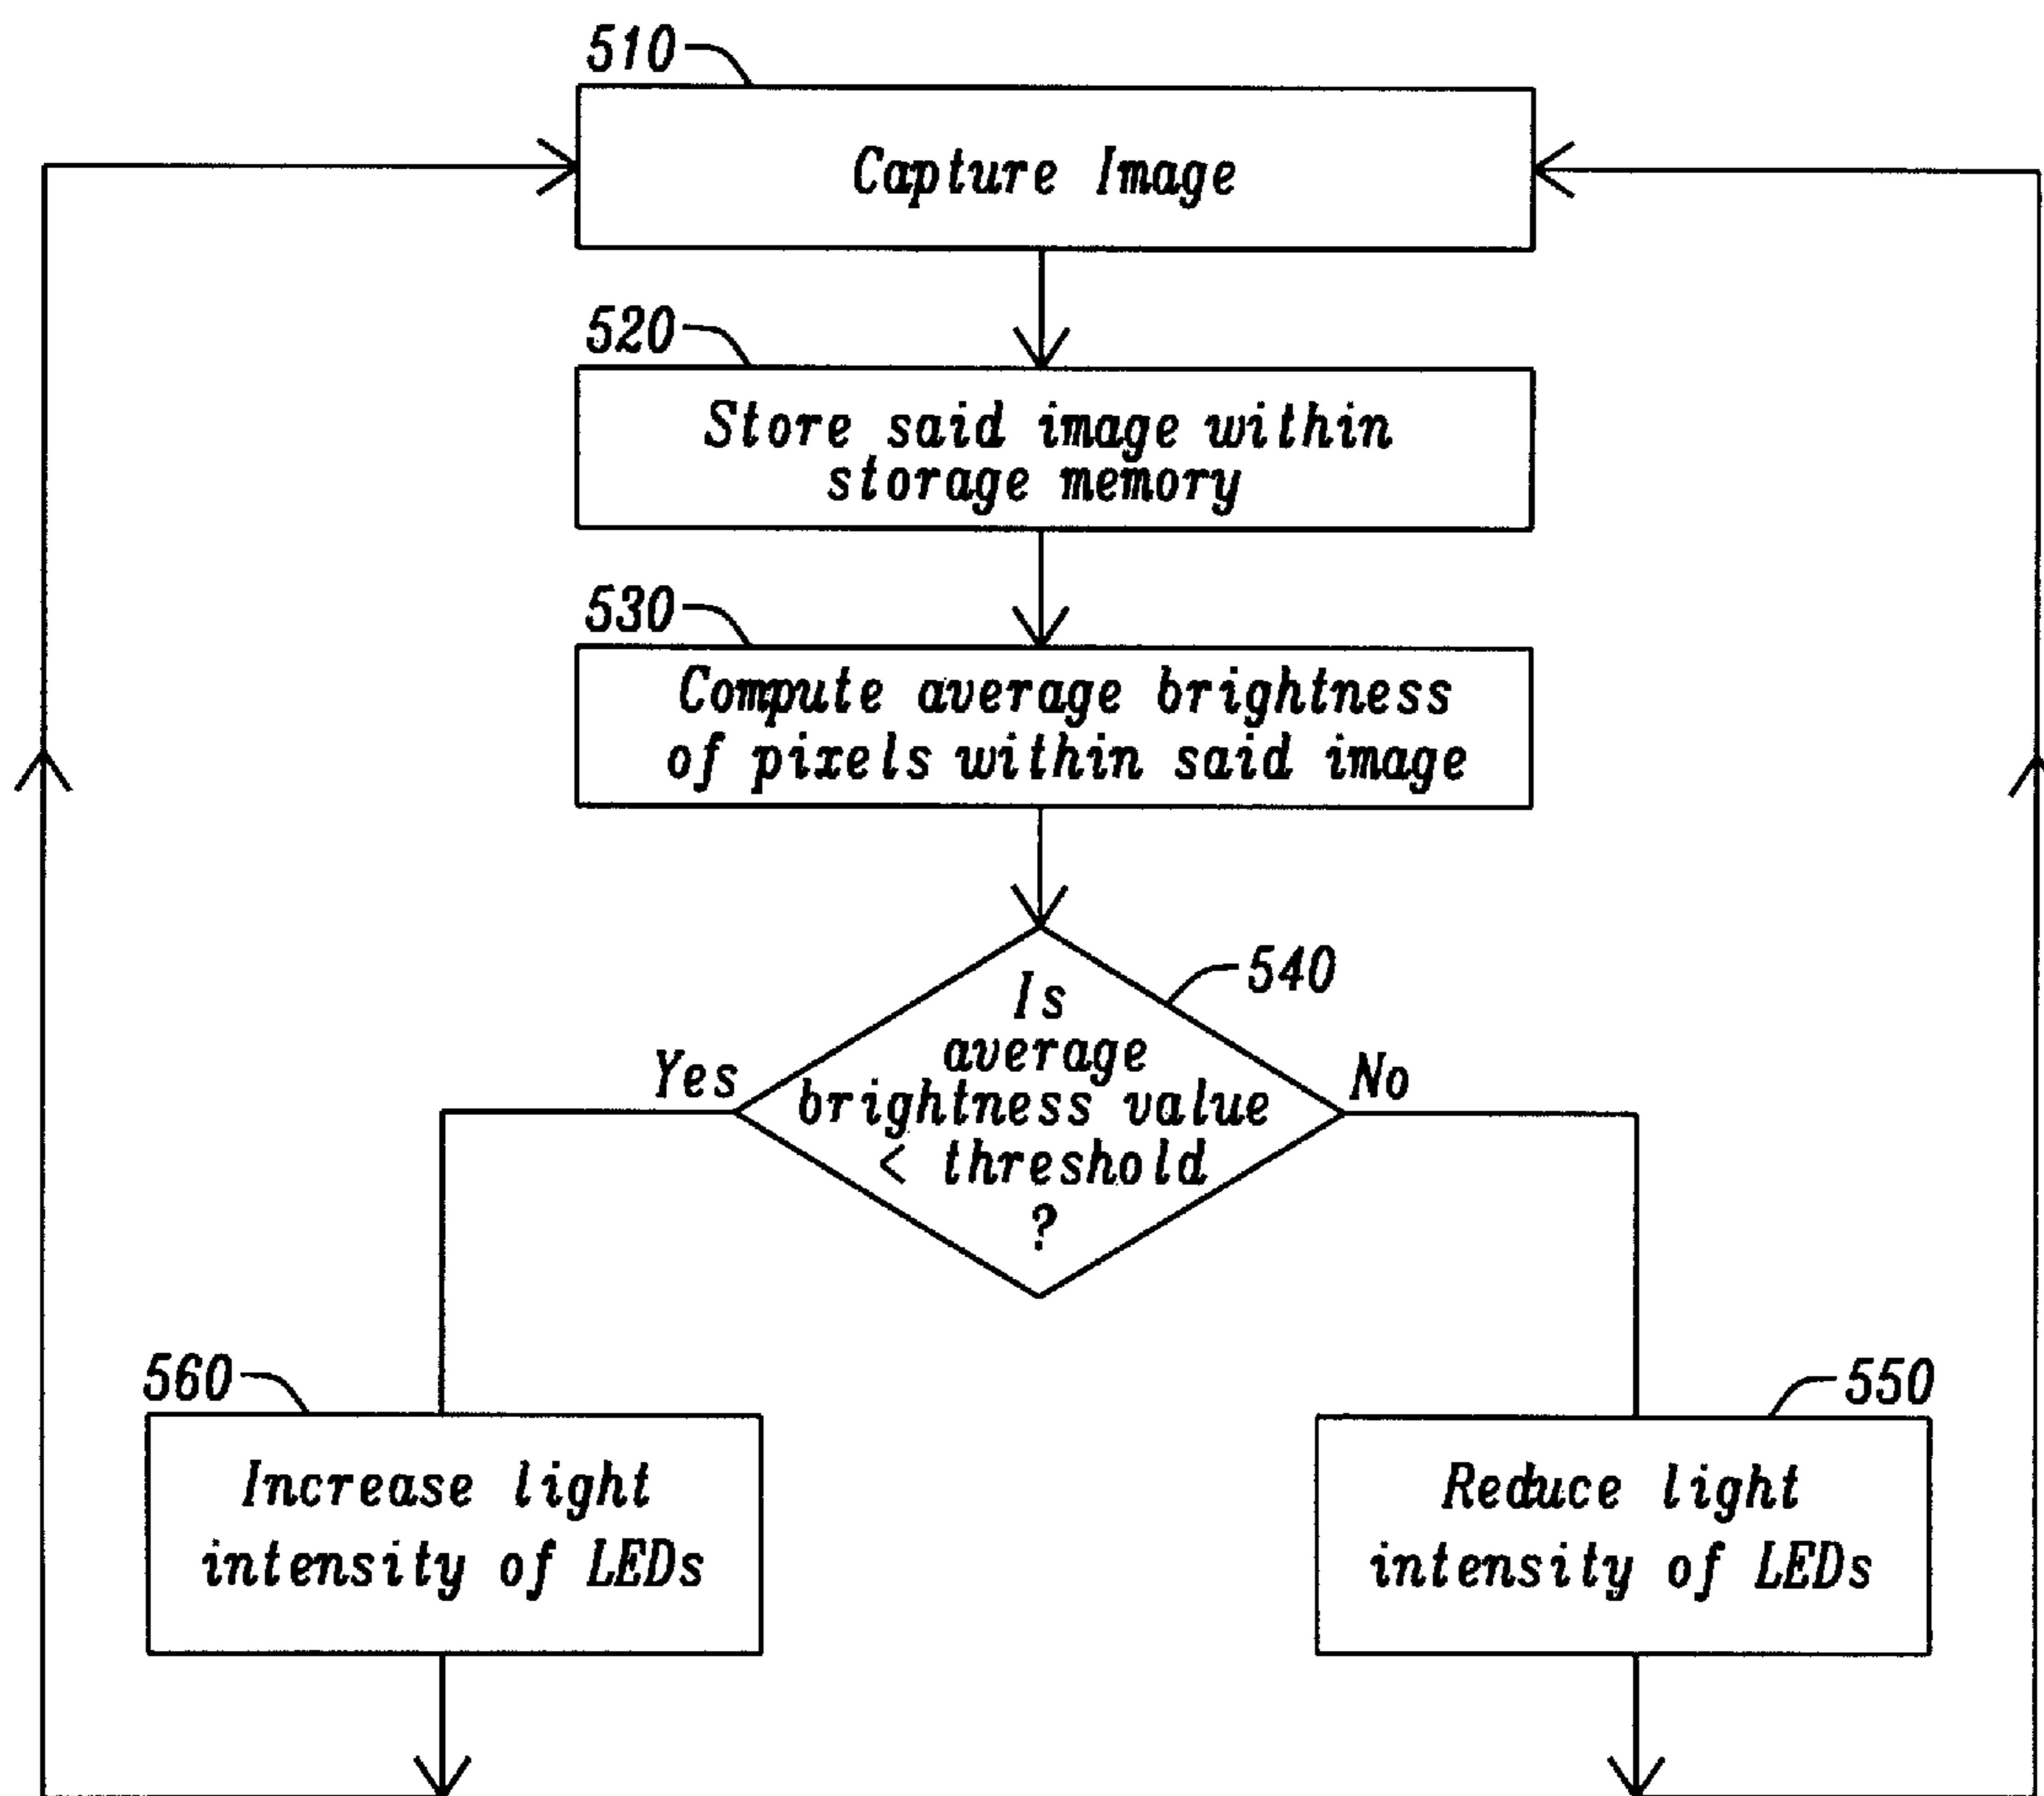 510
Capture Image
520
Store said image within
storage memory
530
Compute average brightness
of pixels within said image
540
Is
average
brightness value
< threshold
?
Yes
No
560
Increase light
intensity of LEDs
550
Reduce light
intensity of LEDs